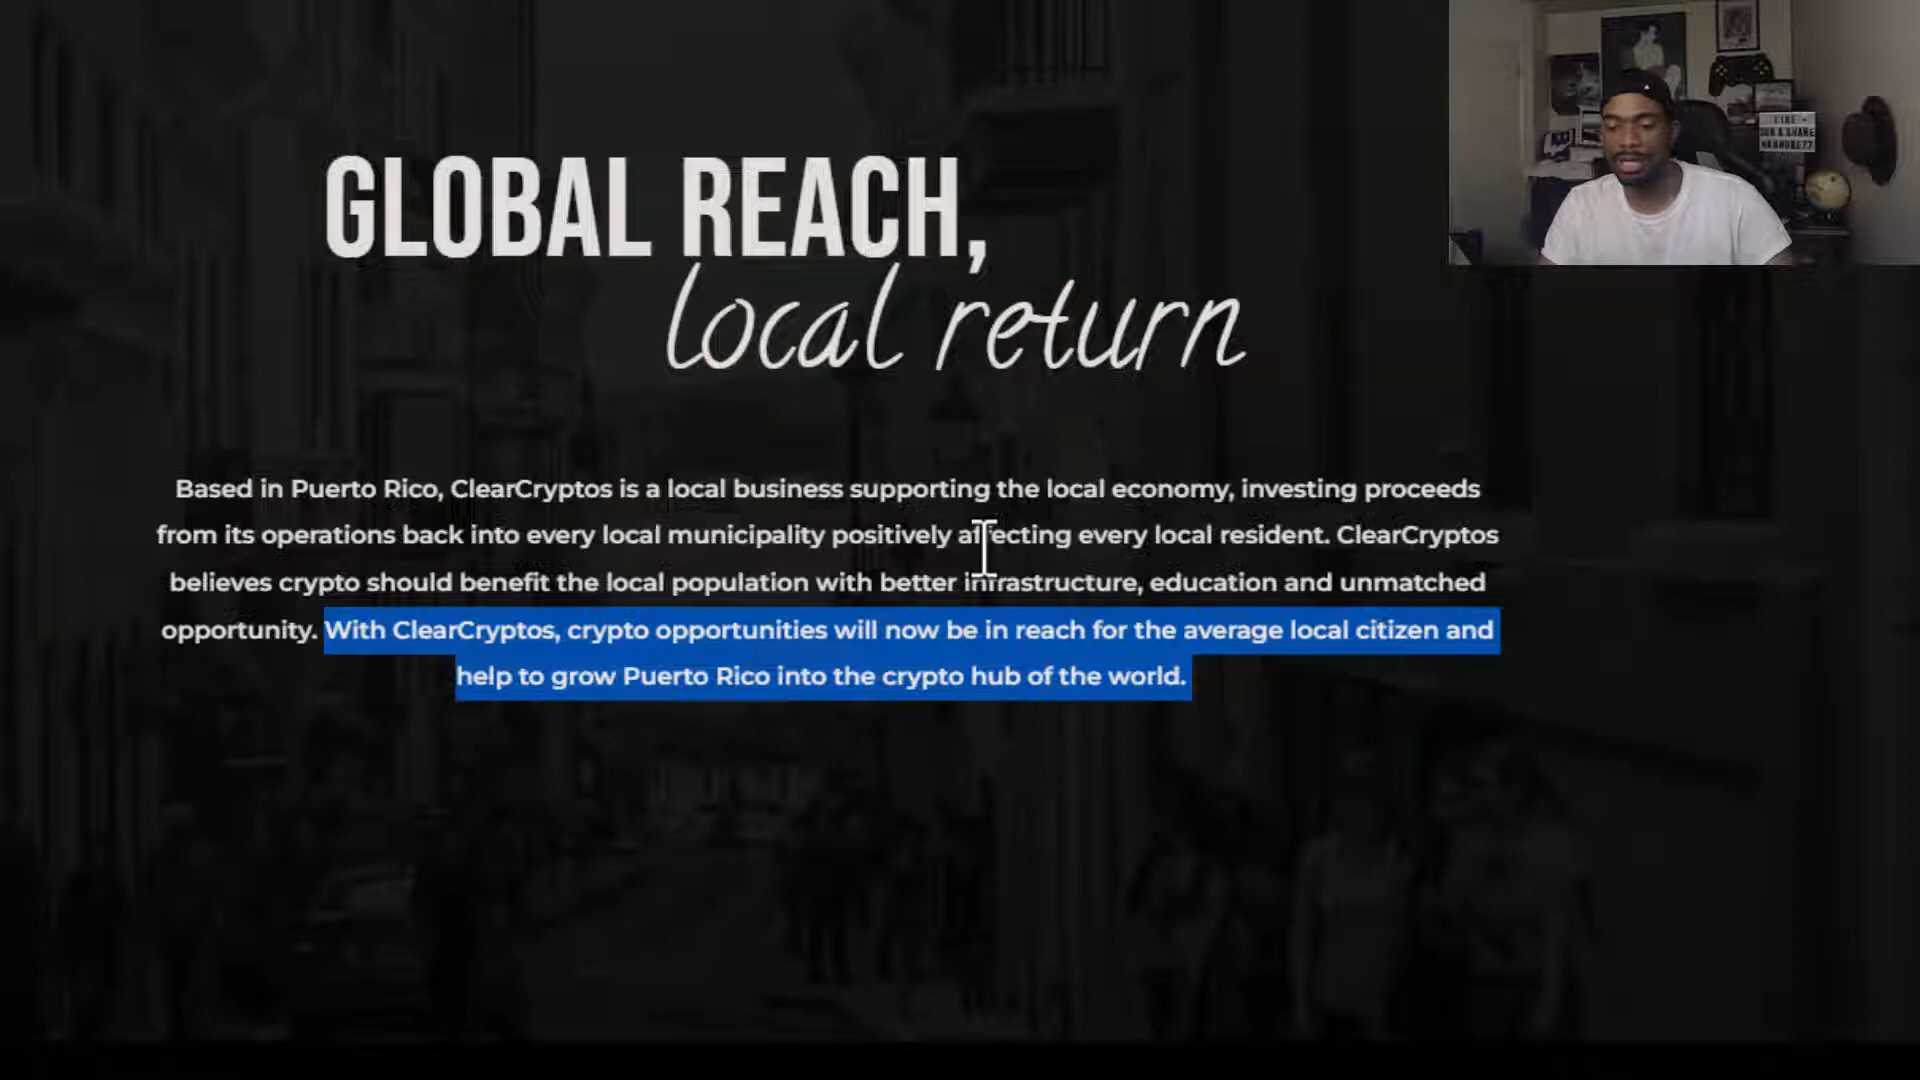 GLOBAL REACH,
local return
Based in Puerto Rico, ClearCryptos is a local business supporting the local economy, investing proceeds
from its operations back into every local municipality positively affecting every local resident. ClearCryptos
believes crypto should benefit the local population with better infrastructure, education and unmatched
opportunity. With ClearCryptos, crypto opportunities will now be in reach for the average local citizen and
help to grow Puerto Rico into the crypto hub of the world.